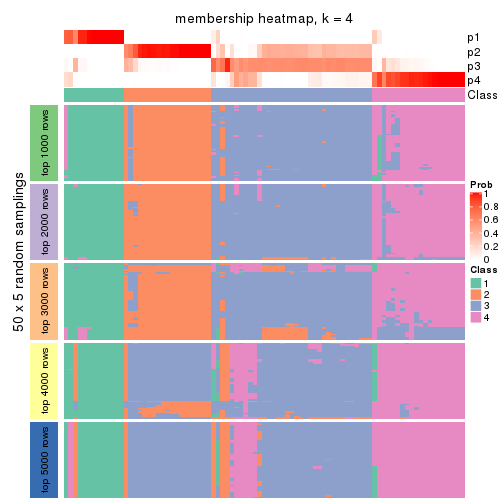 membership heatmap, k = 4
p1
p2
p3
p4
Class
50 x 5 random samplings
top 1000 rows
top 2000 rows
top 3000 rows
top 4000 rows
top 5000 rows
Prob
1
0.8
0.6
0.4
0.2
0
Class
1
2
3
4